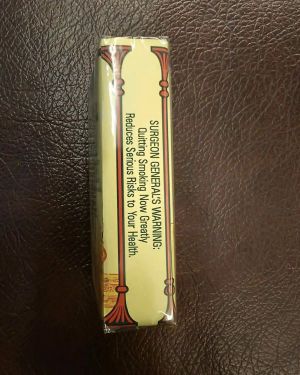 SURGEON GENERAL'S WARNING:
Quitting Smoking Now Greatly
Reduces Serious Risks to Your Health.